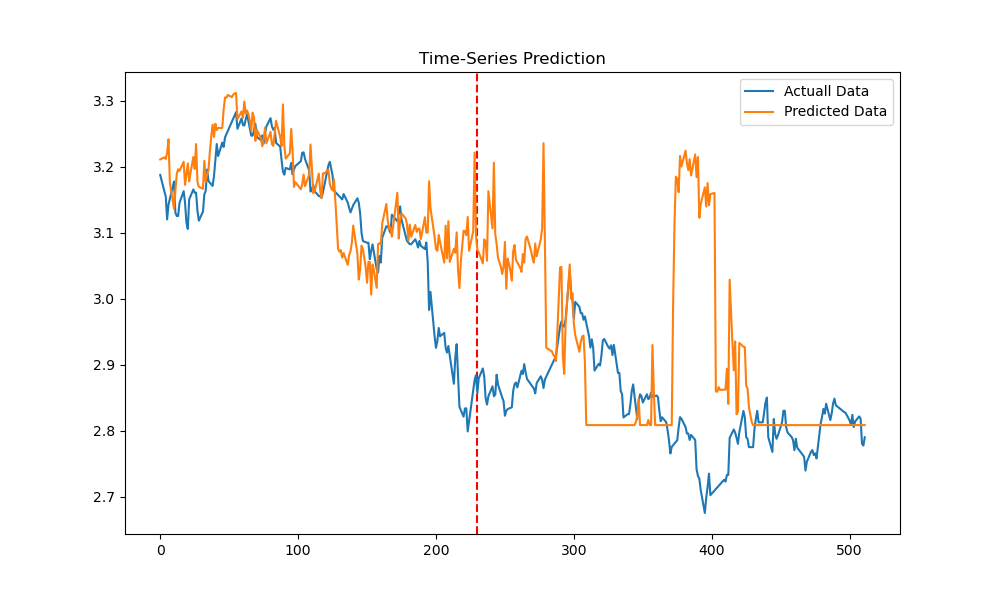 Time-Series Prediction
Actuall Data
Predicted Data
3.3
3.2
3.1
3.0
2.9
2.8
2.7
0 100 200 300 400 500